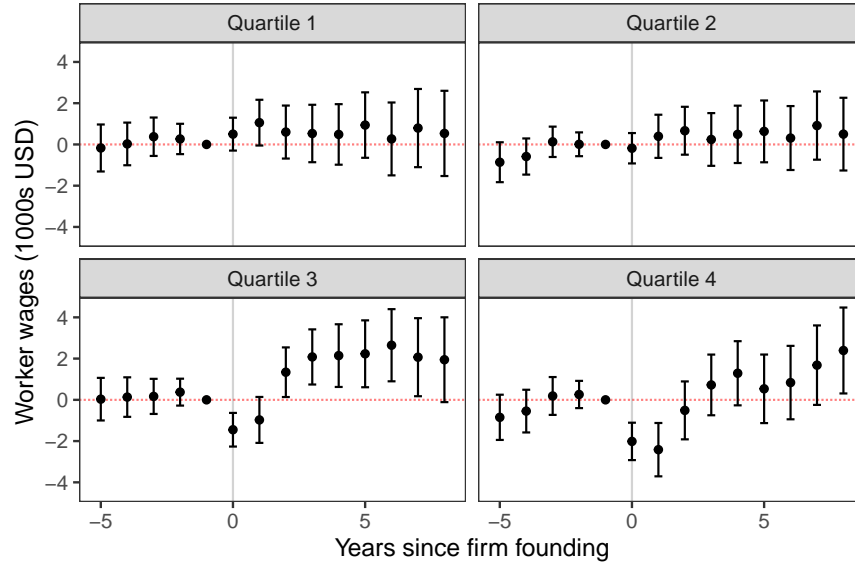 Quartile 1
Quartile 2
4
2
0
−2
−4
Quartile 3
Quartile 4
4
2
0
−2
−4
−5
0
5
−5
0
5
Years since firm founding
Worker wages (1000s USD)